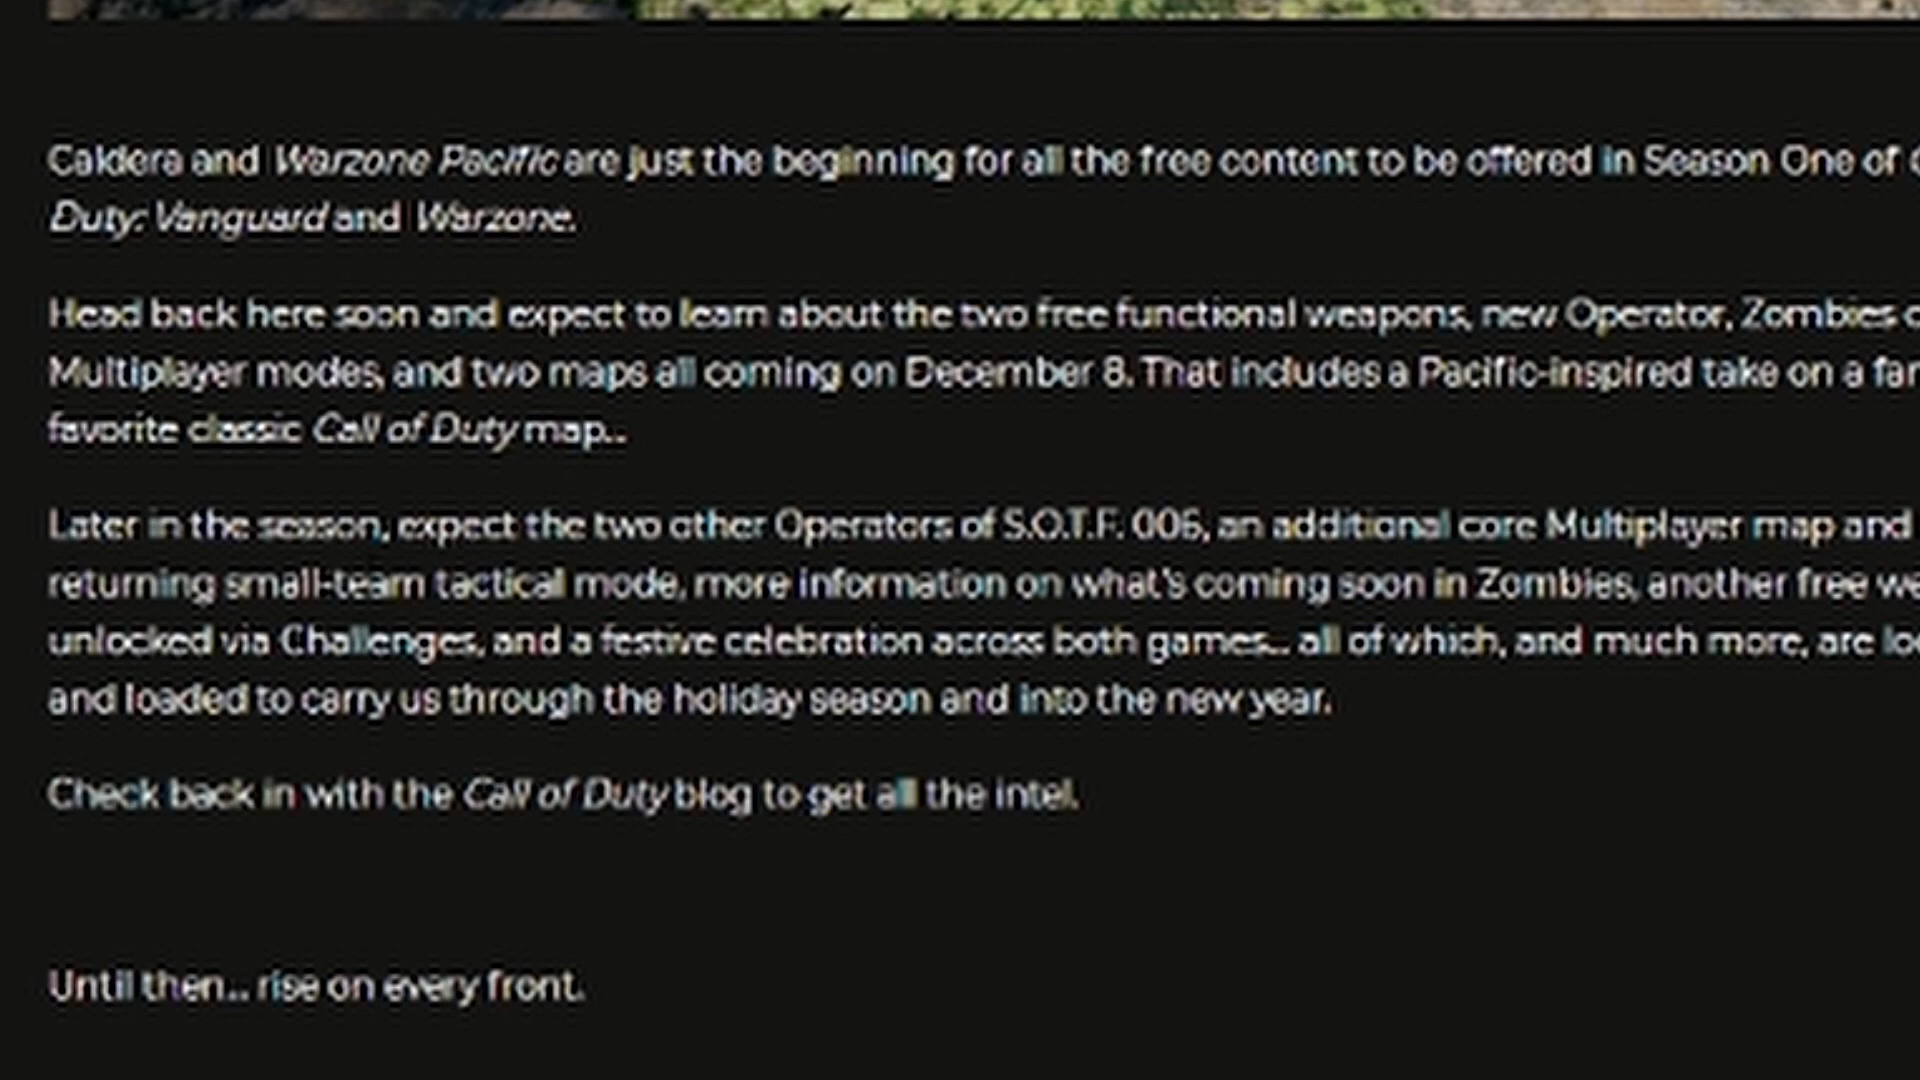 Caldera and Warzone Pacific are just the beginning for all the free content to be offered in Season One of
Duty: Vanguard and Warzone.
Head back here soon and expect to learn about the two free functional weapons, new Operator, Zombies
Multiplayer modes, and two maps all coming on December 8. That includes a Pacific-inspired take on a
favorite classic Call of Duty map...
Later in the season, expect the two other Operators of S.O.T.F. 006, an additional core Multiplayer map and
returning small-team tactical mode, more information on what's coming soon in Zombies, another free
unlocked via Challenges, and a festive celebration across both games... all of which, and much more, are
and loaded to carry us through the holiday season and into the new year.
Check back in with the Call of Duty blog to get all the intel.
Until then... rise on every front.